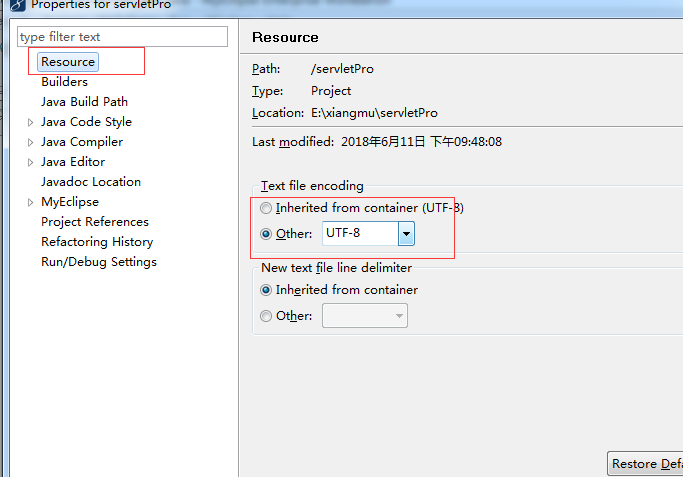 Properties for servletPro
type filter text
Resource
Builders
Java Build Path
Java Code Style
Java Compiler
Java Editor
Javadoc Location
MyEclipse
Project References
Refactoring History
Run/Debug Settings
Resource
Path: /servletPro
Type: Project
Location: E:\xiangmu\servletPro
Last modified: 2018年6月11日 下午09:48:08
Text file encoding
Inherited from container (UTF-8)
Other: UTF-8
New text file line delimiter
Inherited from container
Other:
Restore Defa